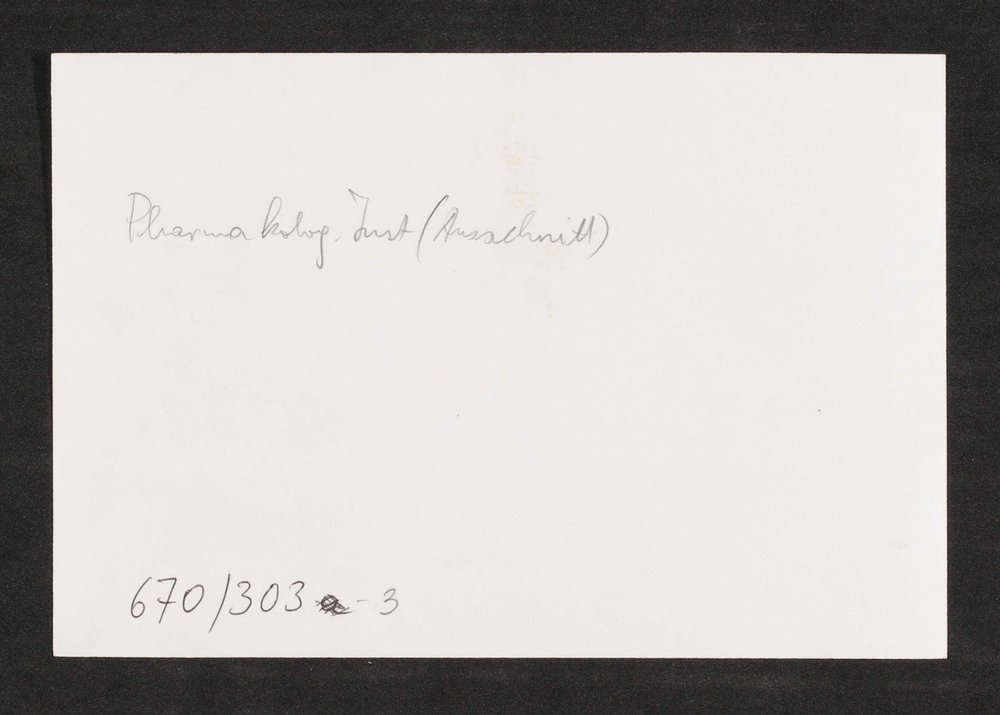 Pharmakolog. Inst (Ausschnitt)
670/303 - 3